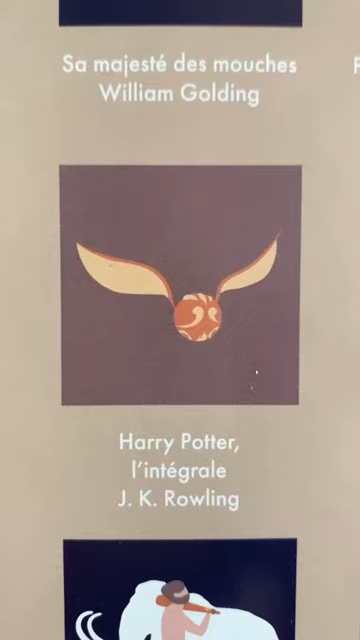 Sa majesté des mouches
William Golding
Harry Potter,
l'intégrale
J. K. Rowling